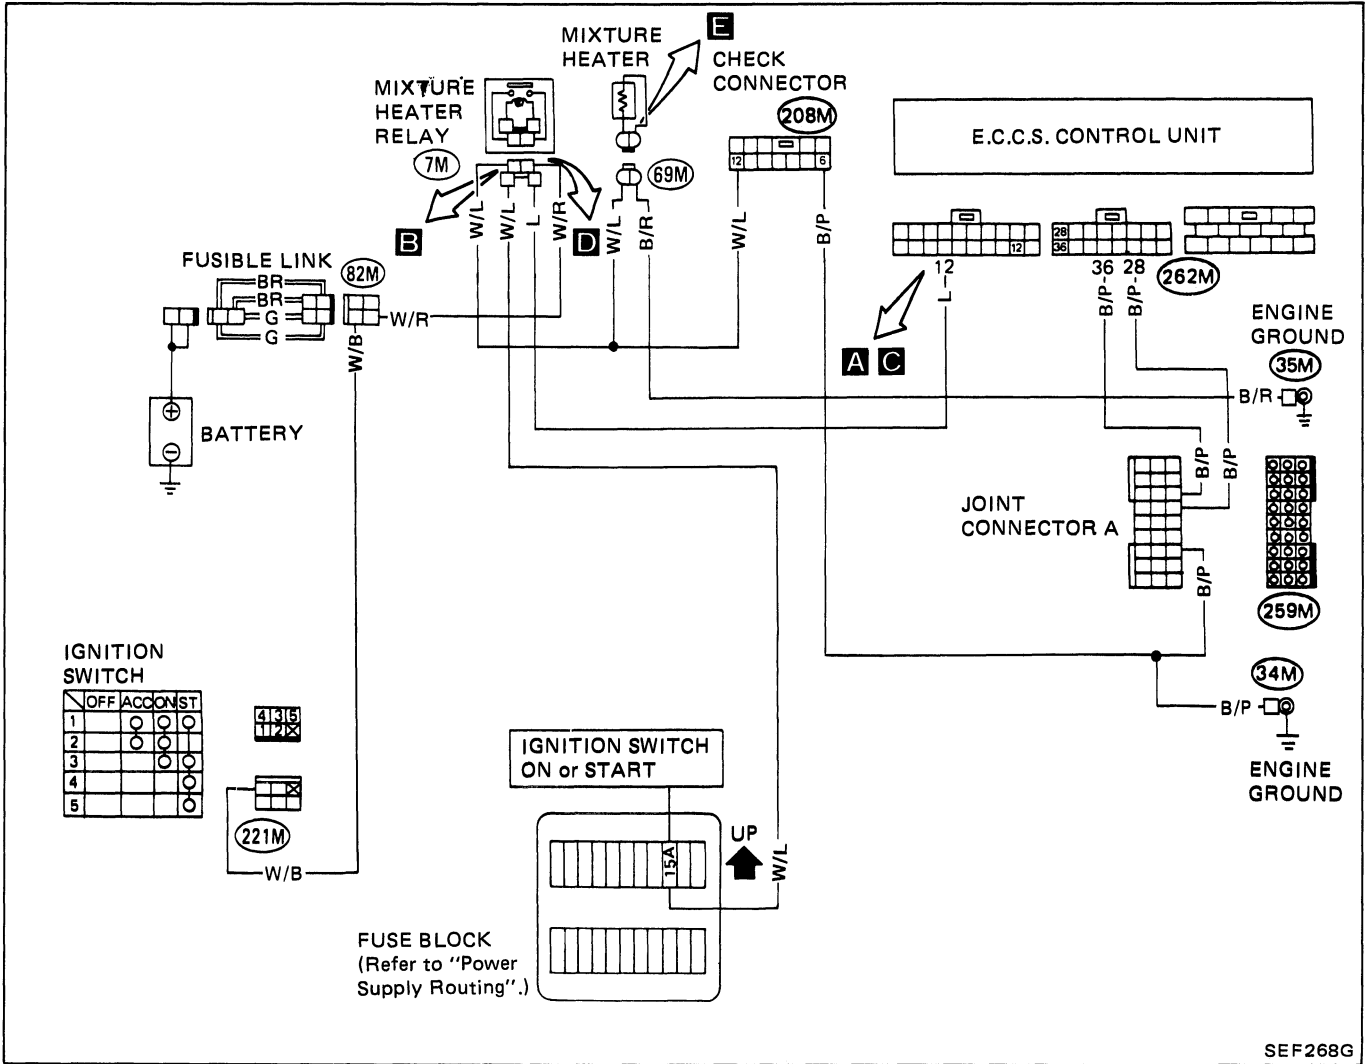 E
MIXTURE
HEATER
CHECK
CONNECTOR
208M
MIXTURE
HEATER
RELAY
7M
69M
E.C.C.S. CONTROL UNIT
12
6
W/L
W/L
L
W/R
W/L
B/R
W/L
B/P
B
D
12
28
36
12
36 28
262M
L
B/P
B/P
FUSIBLE LINK
82M
BR
BR
G
G
W/R
W/B
A C
ENGINE
GROUND
35M
B/R
BATTERY
B/P
B/P
JOINT
CONNECTOR A
B/P
259M
34M
B/P
ENGINE
GROUND
IGNITION
SWITCH
OFF ACC ON ST
1
2
3
4
5
4 3 5
1 2
221M
W/B
IGNITION SWITCH
ON or START
15A
UP
W/L
FUSE BLOCK
(Refer to "Power
Supply Routing".)
SEF268G